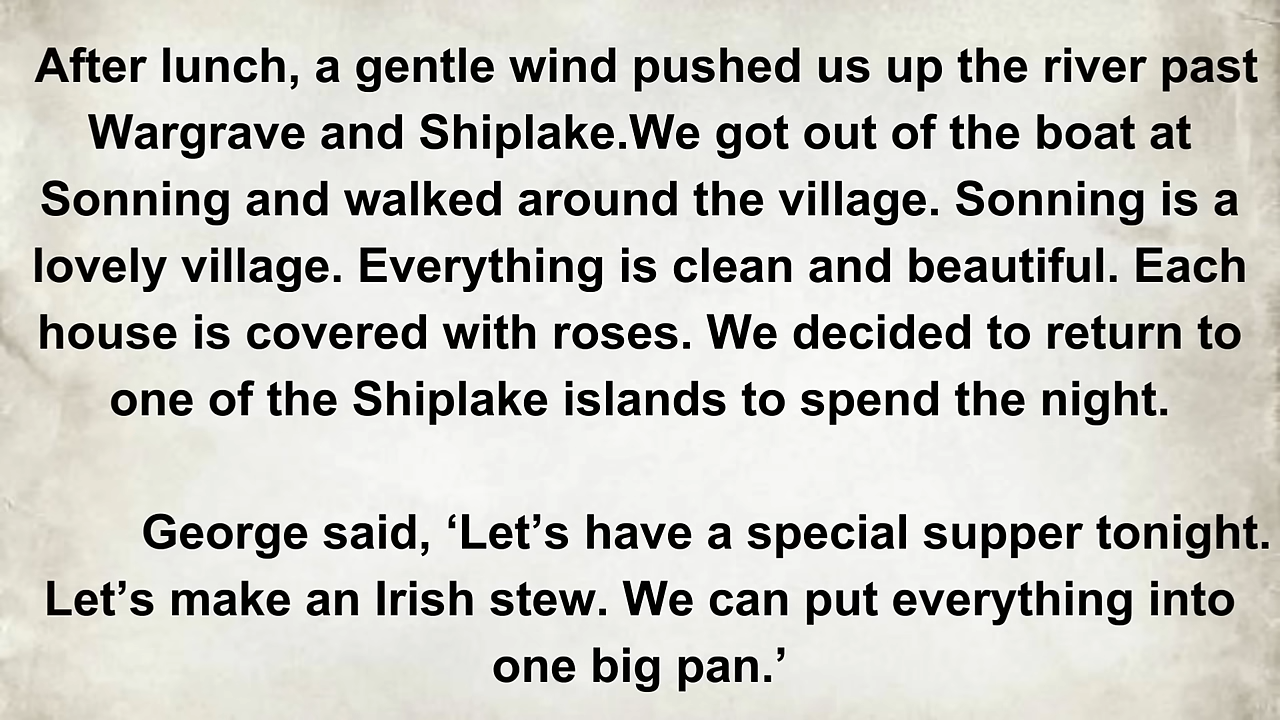 After lunch, a gentle wind pushed us up the river past
Wargrave and Shiplake.We got out of the boat at
Sonning and walked around the village. Sonning is a
lovely village. Everything is clean and beautiful. Each
house is covered with roses. We decided to return to
one of the Shiplake islands to spend the night.
George said, ‘Let’s have a special supper tonight.
Let’s make an Irish stew. We can put everything into
one big pan.’